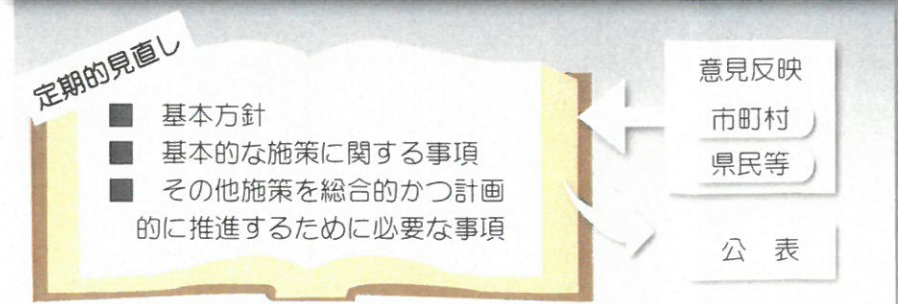 定期的見直し
■ 基本方針
■ 基本的な施策に関する事項
■ その他施策を総合的かつ計画
的に推進するために必要な事項
意見反映
市町村
県民等
公 表